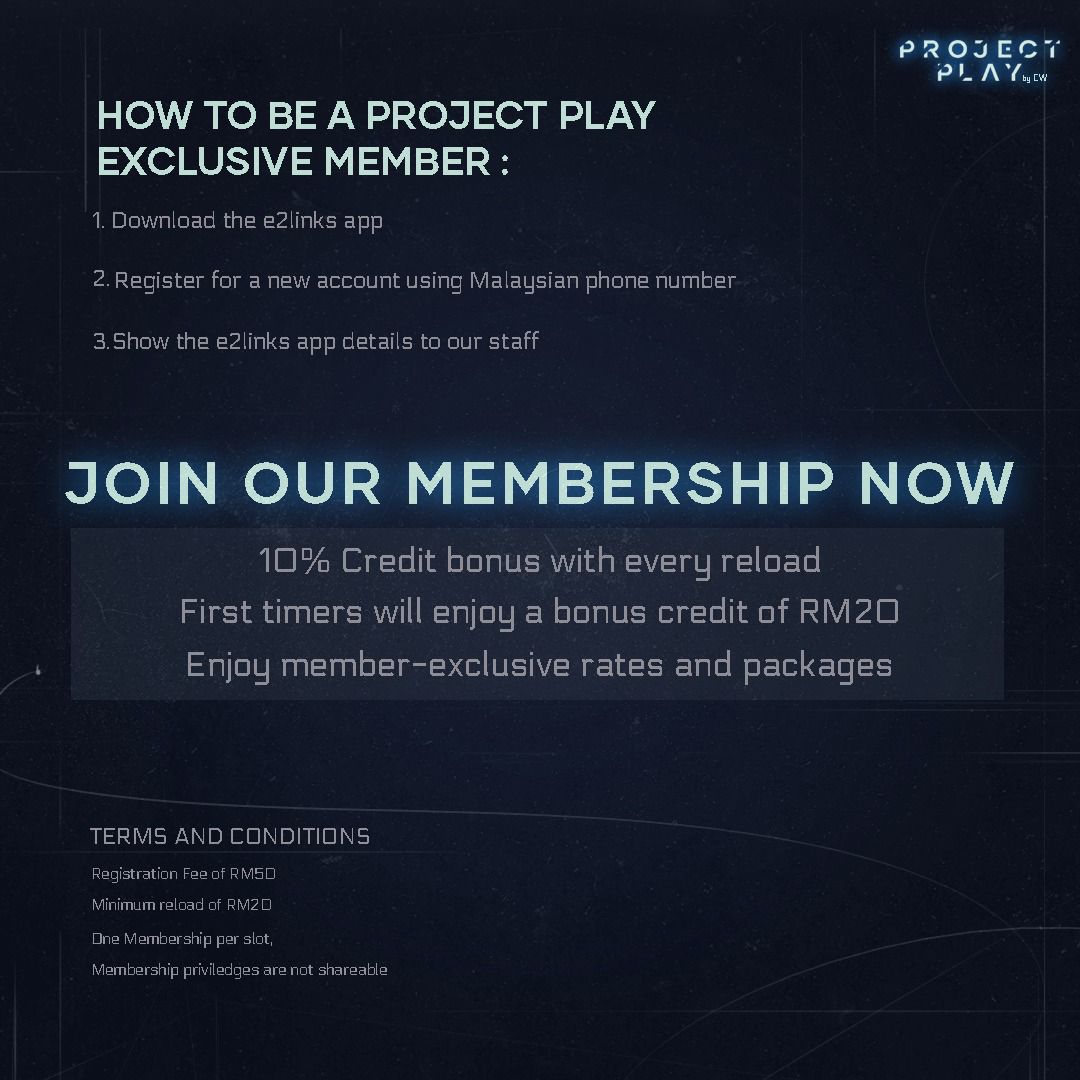 PROJECT
PLAY by CW
HOW TO BE A PROJECT PLAY
EXCLUSIVE MEMBER :
1. Download the e2links app
2. Register for a new account using Malaysian phone number
3. Show the e2links app details to our staff
JOIN OUR MEMBERSHIP NOW
10% Credit bonus with every reload
First timers will enjoy a bonus credit of RM20
Enjoy member-exclusive rates and packages
TERMS AND CONDITIONS
Registration Fee of RM50
Minimum reload of RM20
One Membership per slot,
Membership priviledges are not shareable